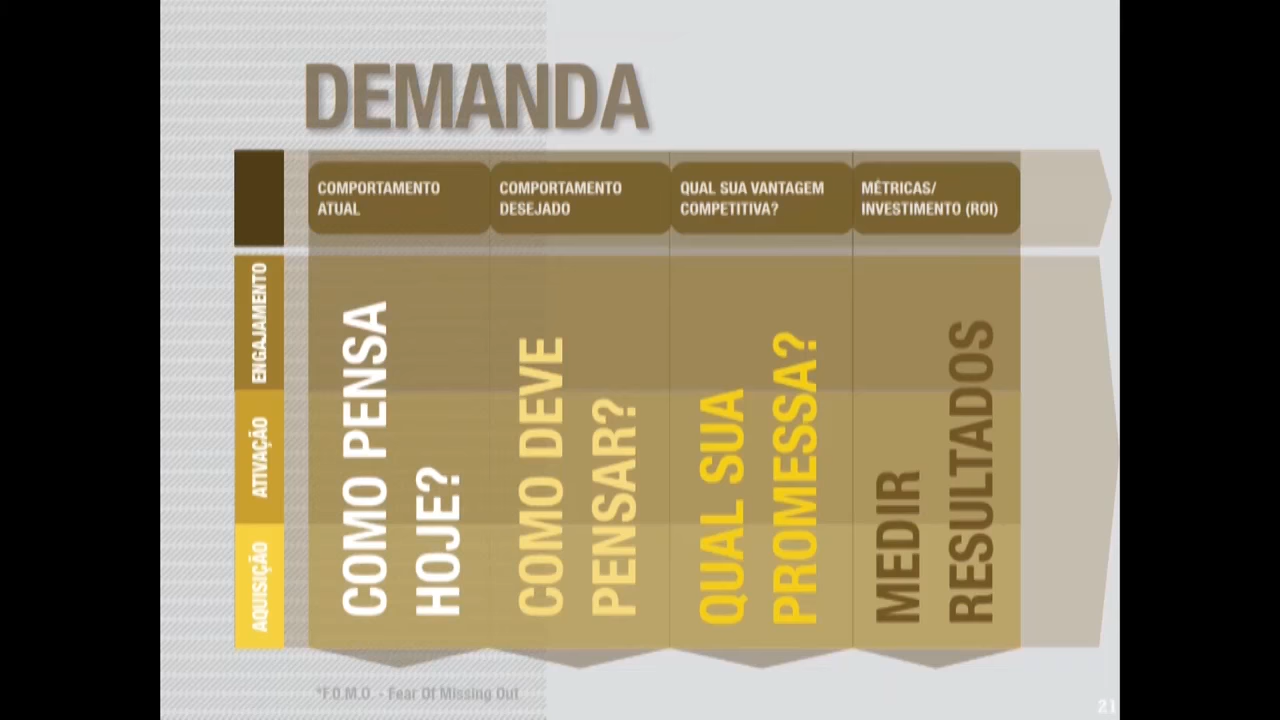 DEMANDA
COMPORTAMENTO
ATUAL
COMPORTAMENTO
DESEJADO
QUAL SUA VANTAGEM
COMPETITIVA?
MÉTRICAS/
INVESTIMENTO (ROI)
ENGAJAMENTO
ATIVAÇÃO
AQUISIÇÃO
COMO PENSA
HOJE?
COMO DEVE
PENSAR?
QUAL SUA
PROMESSA?
MEDIR
RESULTADOS
*F.O.M.O. - Fear Of Missing Out
21